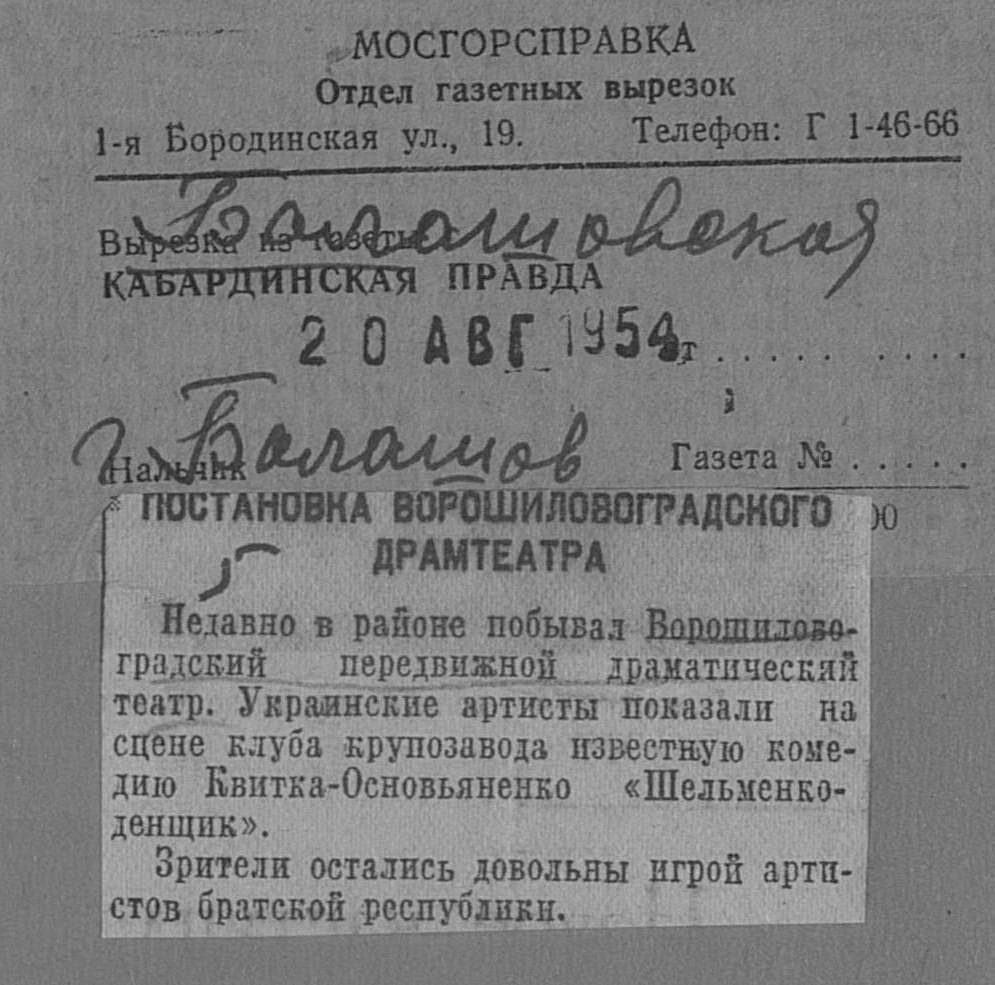 МОСГОРСПРАВКА
Отдел газетных вырезок
1-я Бородинская ул., 19. Телефон: Г 1-46-66
Балашовская
Вырезка из газеты
КАБАРДИНСКАЯ ПРАВДА
20 АВГ 1954 г. . . . . . . . . .
г. Балашов
Нальчик Газета № . . . . .
ПОСТАНОВКА ВОРОШИЛОВОГРАДСКОГО
ДРАМТЕАТРА
Недавно в районе побывал Ворошилово-
градский передвижной драматический
театр. Украинские артисты показали на
сцене клуба крупозавода известную коме-
дию Квитка-Основьяненко «Шельменко-
денщик».
Зрители остались довольны игрой арти-
стов братской республики.